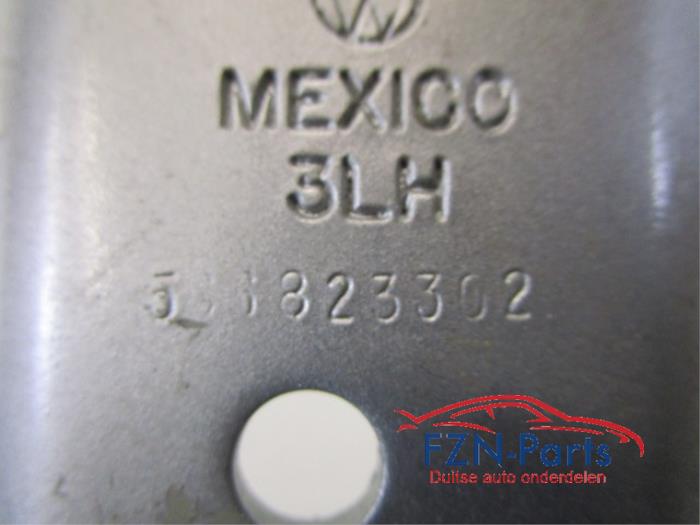 MEXICO
3LH
823302
FZN-Parts
Duitse auto onderdelen